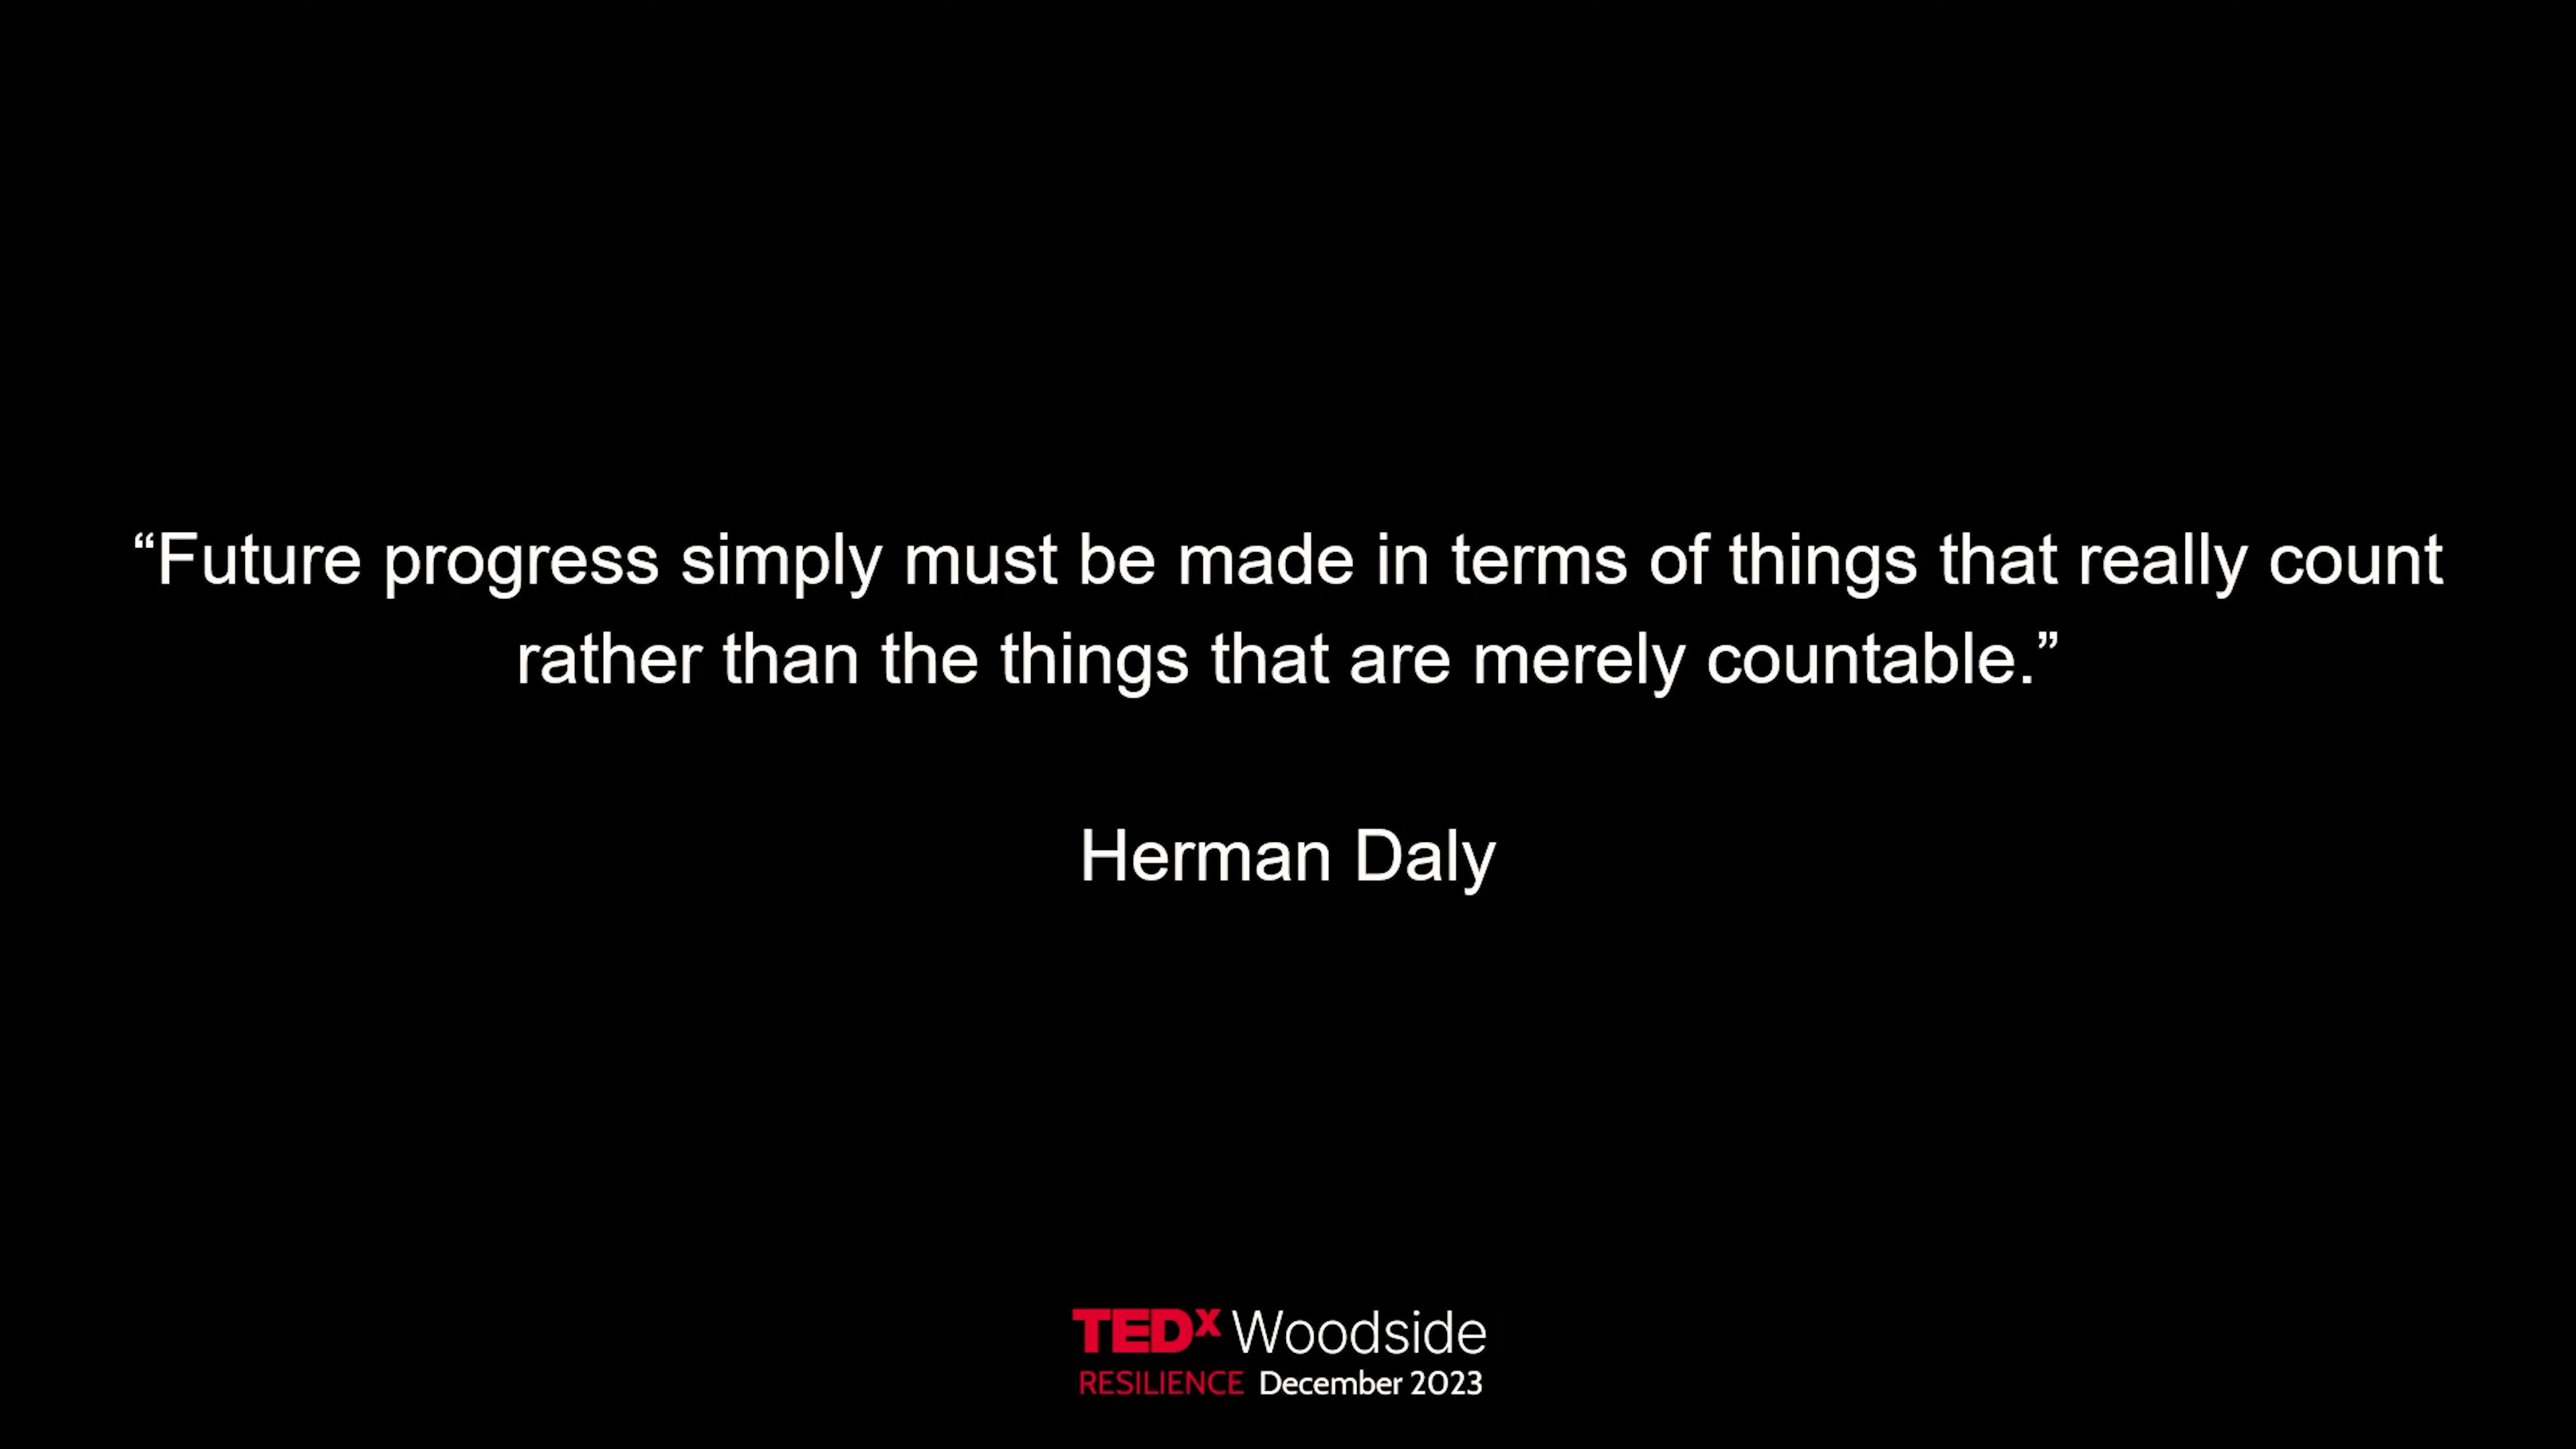 “Future progress simply must be made in terms of things that really count
rather than the things that are merely countable.”
Herman Daly
TEDx Woodside
RESILIENCE December 2023